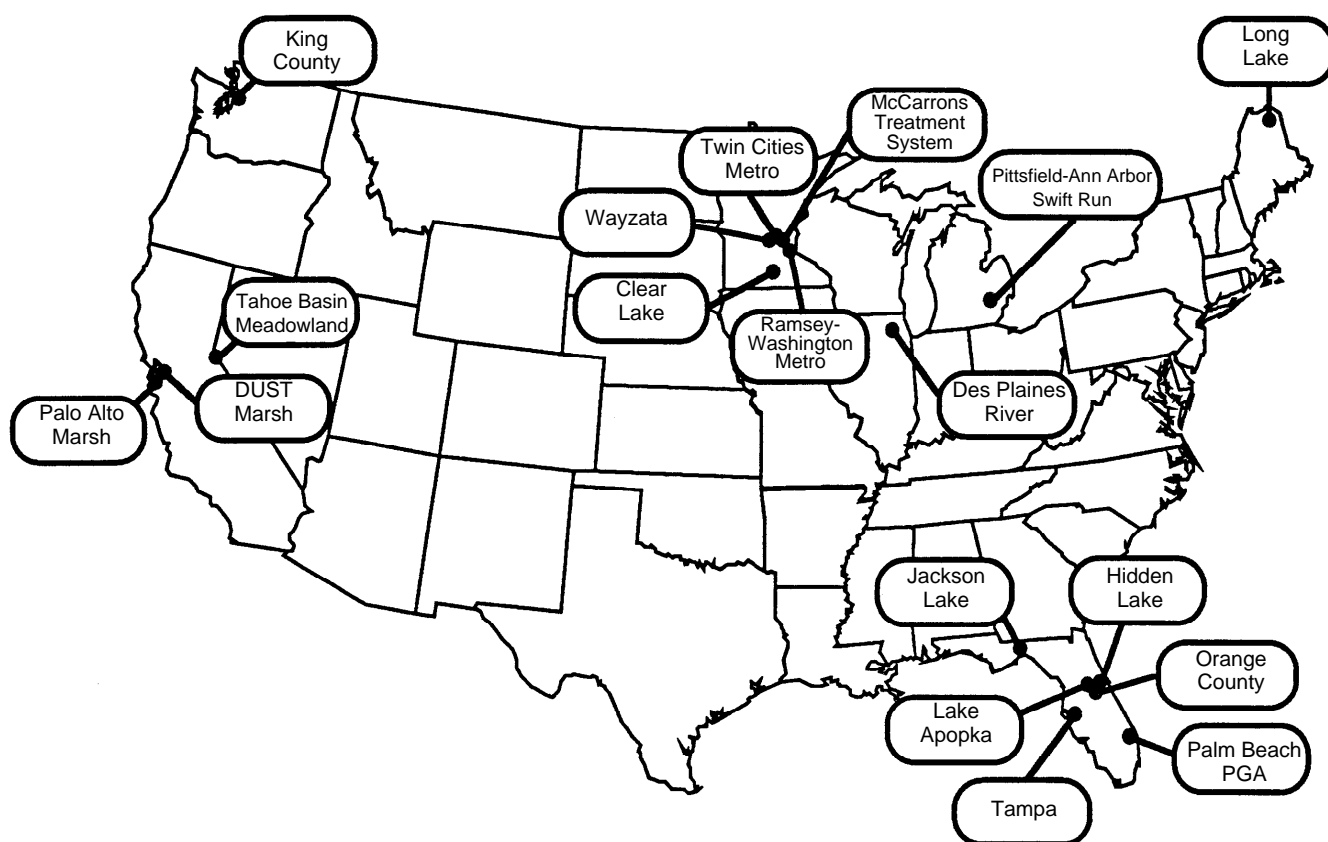 King
County
Long
Lake
McCarrons
Treatment
System
Twin Cities
Metro
Pittsfield-Ann Arbor
Swift Run
Wayzata
Clear
Lake
Tahoe Basin
Meadowland
Ramsey-
Washington
Metro
DUST
Marsh
Palo Alto
Marsh
Des Plaines
River
Jackson
Lake
Hidden
Lake
Orange
County
Lake
Apopka
Palm Beach
PGA
Tampa